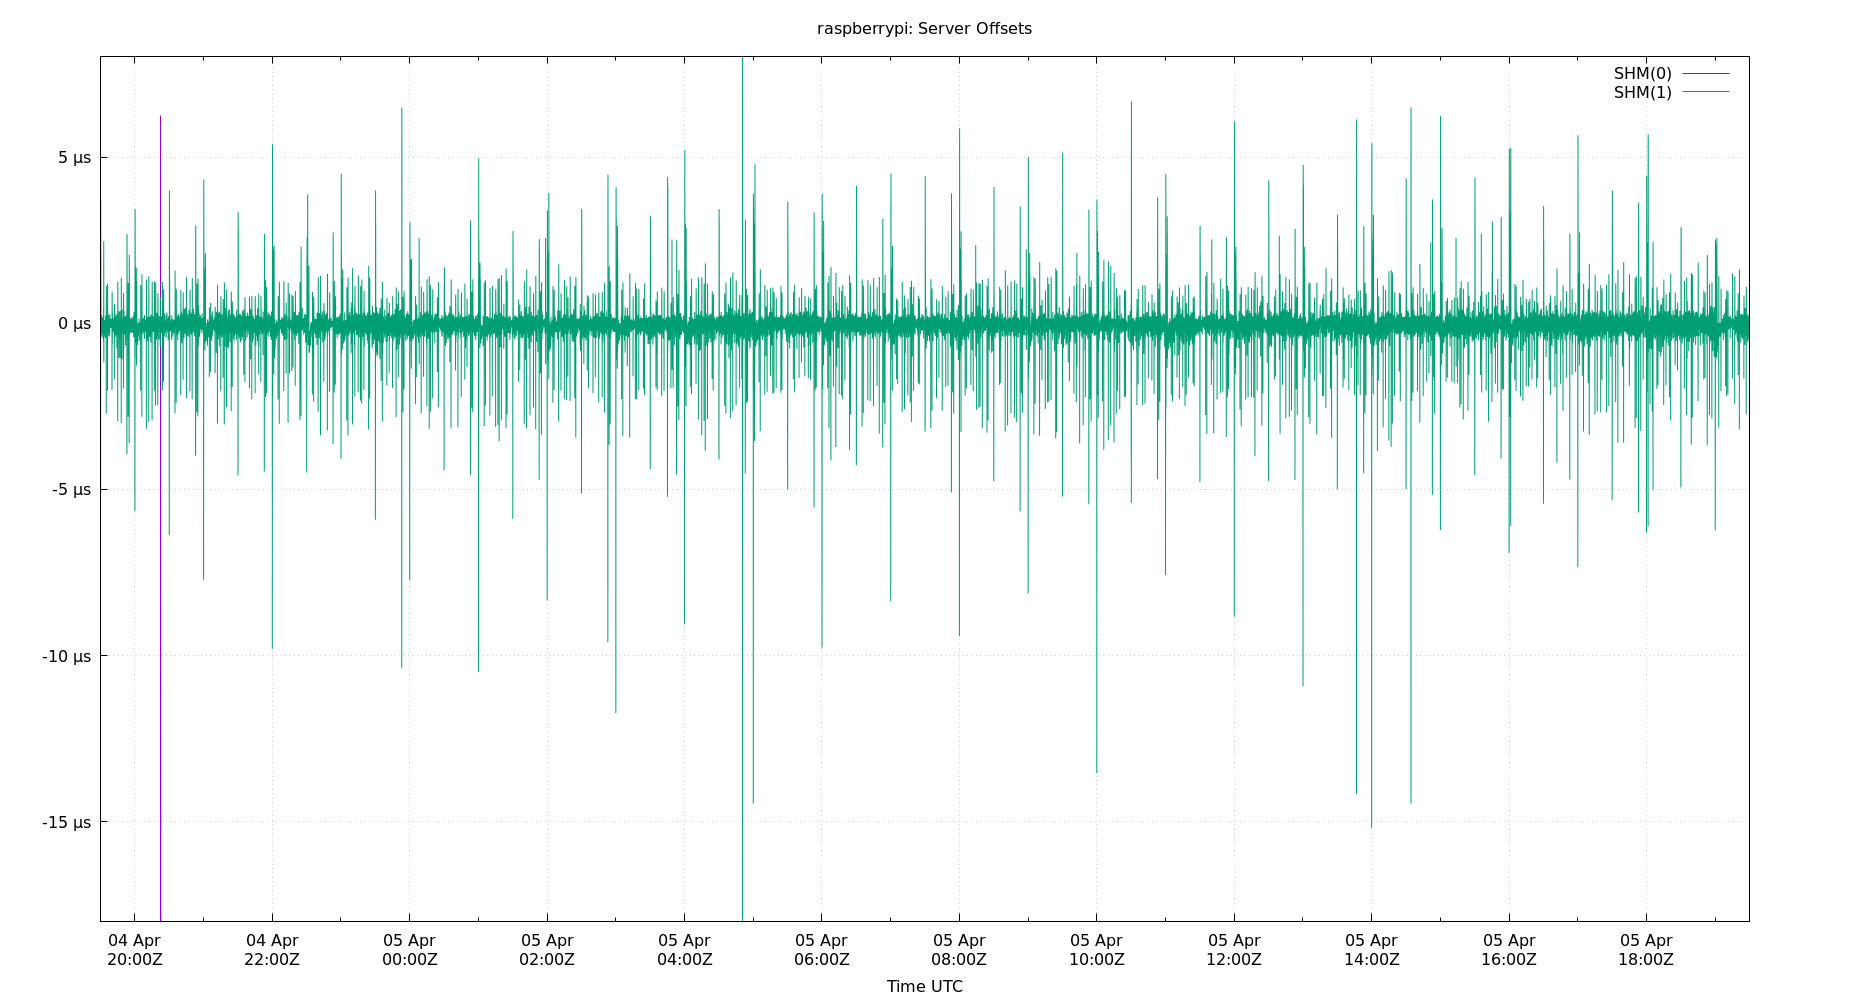 raspberrypi: Server Offsets
SHM(0)
SHM(1)
5 µs
0 µs
-5 µs
-10 µs
-15 µs
04 Apr 04 Apr 05 Apr 05 Apr 05 Apr 05 Apr 05 Apr 05 Apr 05 Apr 05 Apr 05 Apr 05 Apr
20:00Z 22:00Z 00:00Z 02:00Z 04:00Z 06:00Z 08:00Z 10:00Z 12:00Z 14:00Z 16:00Z 18:00Z
Time UTC